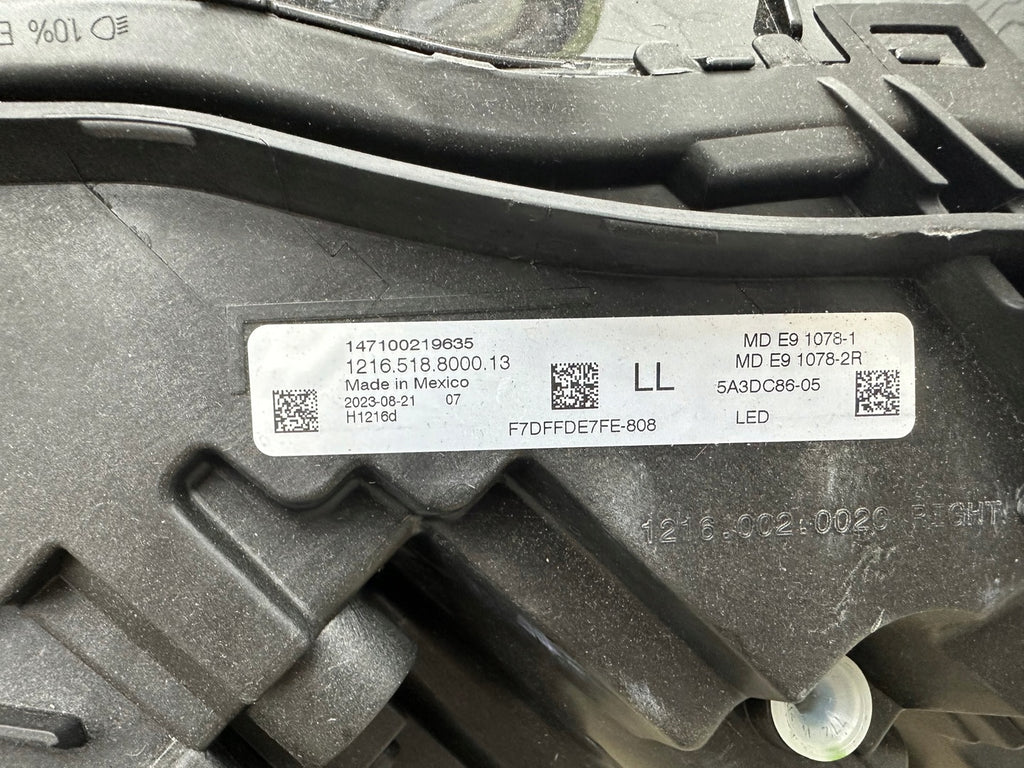 10% E
147100219635
1216.518.8000.13
Made in Mexico
2023-08-21 07
H1216d
F7DFFDE7FE-808
LL
MD E9 1078-1
MD E9 1078-2R
5A3DC86-05
LED
1216.002.0020 RIGHT